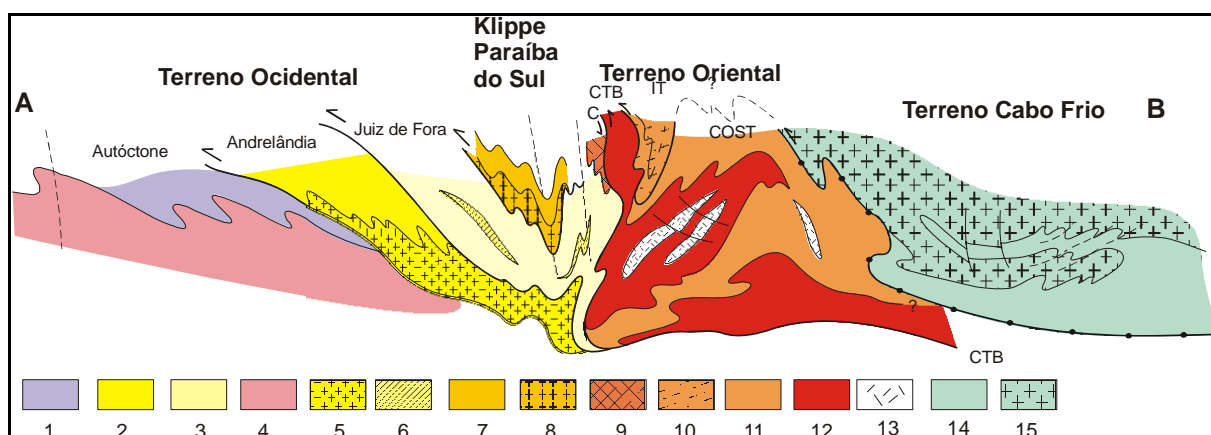 Klippe
Paraíba
do Sul
Terreno Ocidental
Terreno Oriental
?
CTB
IT
A
Terreno Cabo Frio
B
C
Juiz de Fora
COST
Andrelândia
Autóctone
?
CTB
1 2 3 4 5 6 7 8 9 10 11 12 13 14 15